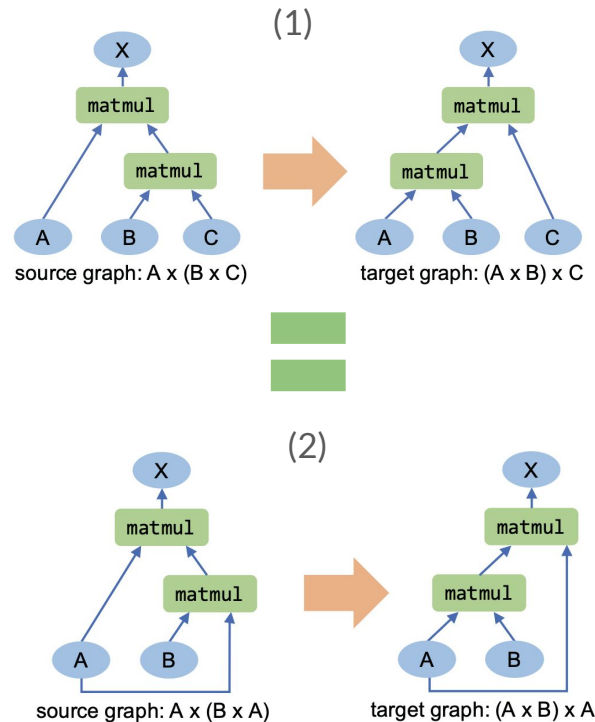 (1)
X X
matmul matmul
matmul matmul
A B C A B C
source graph: A x (B x C) target graph: (A x B) x C
(2)
X X
matmul matmul
matmul matmul
A B A B
source graph: A x (B x A) target graph: (A x B) x A